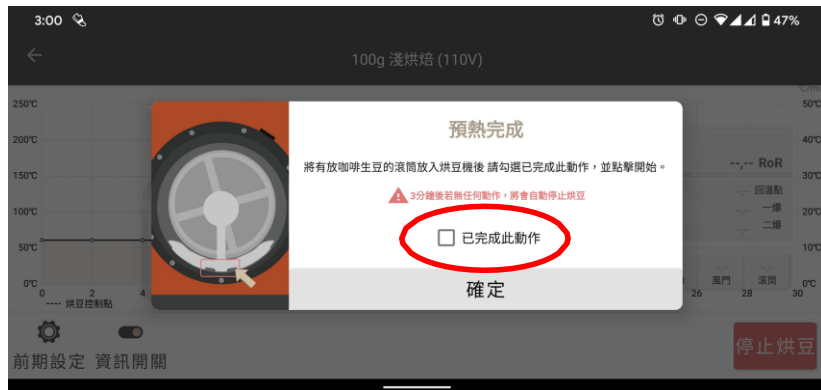 3:00
47%
100g 淺烘焙 (110V)
250℃
50℃
200℃
40℃
預熱完成
將有放咖啡生豆的滾筒放入烘豆機後 請勾選已完成此動作，並點擊開始。
--,-- RoR
150℃
30℃
3分鐘後若無任何動作，將會自動停止烘豆
--,-- 回溫點
--,-- 一爆
--,-- 二爆
100℃
20℃
已完成此動作
50℃
10℃
確定
風門
滾筒
0℃
0℃
0 2 4 26 28 30
---- 烘豆控制點
前期設定 資訊開關
停止烘豆